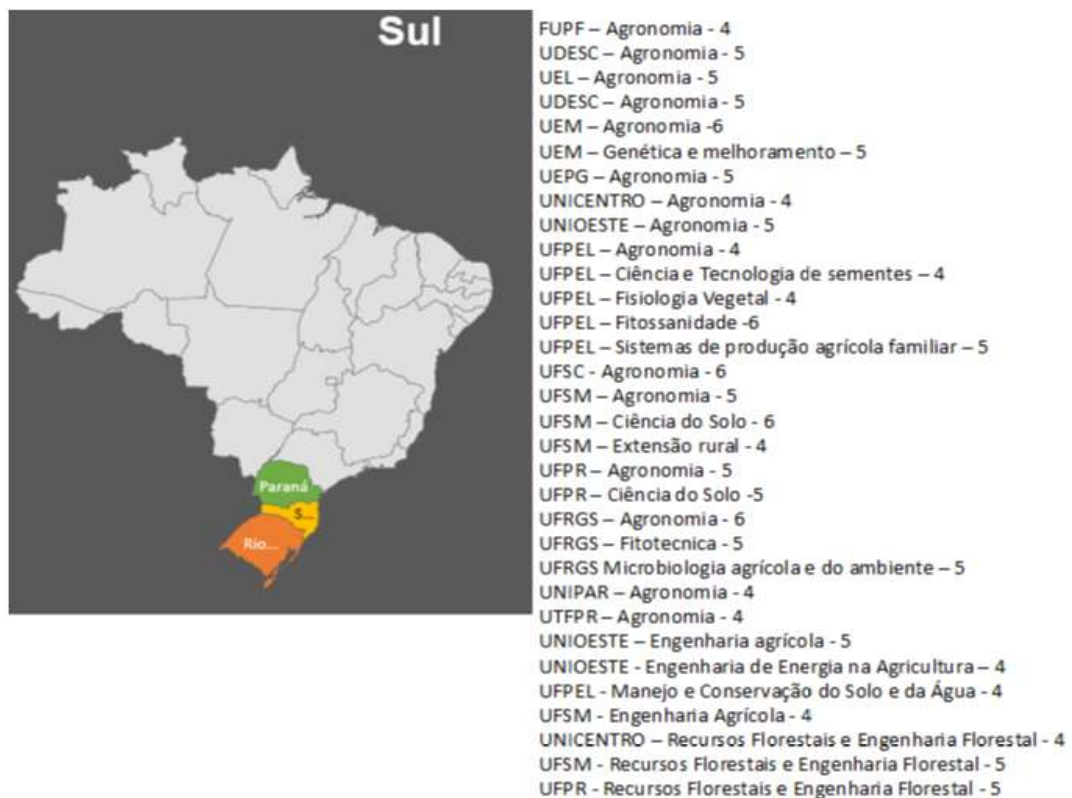 Sul
Paraná
S...
Rio...
FUPF – Agronomia - 4
UDESC – Agronomia - 5
UEL – Agronomia - 5
UDESC – Agronomia - 5
UEM – Agronomia -6
UEM – Genética e melhoramento – 5
UEPG – Agronomia - 5
UNICENTRO – Agronomia - 4
UNIOESTE – Agronomia - 5
UFPEL – Agronomia - 4
UFPEL – Ciência e Tecnologia de sementes – 4
UFPEL – Fisiologia Vegetal - 4
UFPEL – Fitossanidade -6
UFPEL – Sistemas de produção agrícola familiar – 5
UFSC - Agronomia - 6
UFSM – Agronomia - 5
UFSM – Ciência do Solo - 6
UFSM – Extensão rural - 4
UFPR – Agronomia - 5
UFPR – Ciência do Solo -5
UFRGS – Agronomia - 6
UFRGS – Fitotecnica - 5
UFRGS Microbiologia agrícola e do ambiente – 5
UNIPAR – Agronomia - 4
UTFPR – Agronomia - 4
UNIOESTE – Engenharia agrícola - 5
UNIOESTE - Engenharia de Energia na Agricultura – 4
UFPEL - Manejo e Conservação do Solo e da Água - 4
UFSM - Engenharia Agrícola - 4
UNICENTRO – Recursos Florestais e Engenharia Florestal - 4
UFSM - Recursos Florestais e Engenharia Florestal - 5
UFPR - Recursos Florestais e Engenharia Florestal - 5